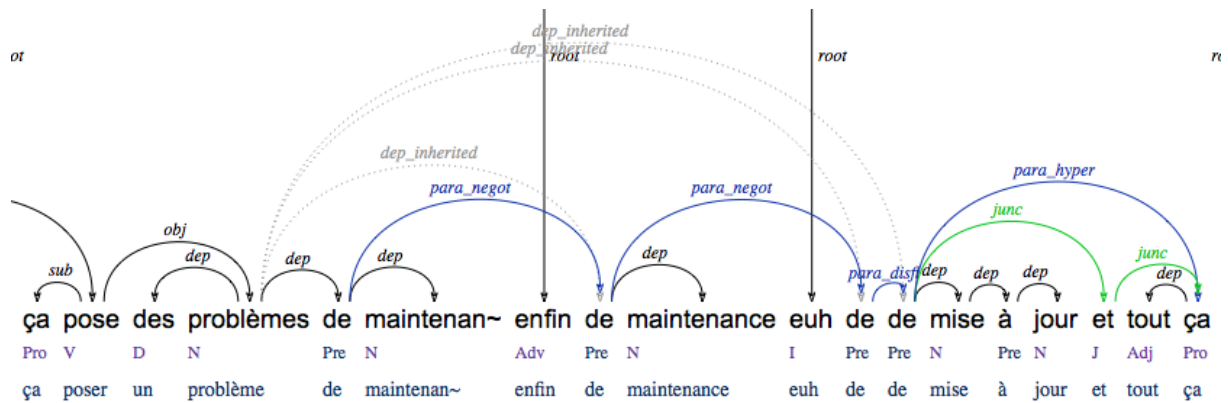 dep_inherited
ot dep_inherited root root ro
dep_inherited
para_negot para_negot para_hyper
junc
obj
sub dep dep dep dep para_disfl dep dep dep junc dep
ça pose des problèmes de maintenan~ enfin de maintenance euh de de mise à jour et tout ça
Pro V D N Pre N Adv Pre N I Pre Pre N Pre N J Adj Pro
ça poser un problème de maintenan~ enfin de maintenance euh de de mise à jour et tout ça